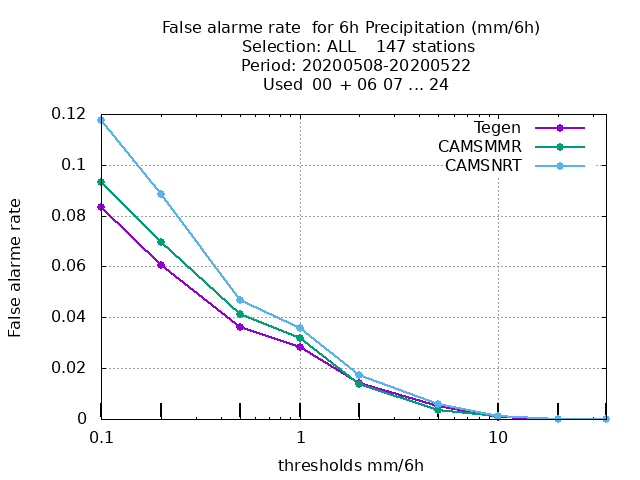 False alarme rate  for 6h Precipitation (mm/6h)
Selection: ALL    147 stations
Period: 20200508-20200522
Used  00  + 06 07 ... 24
Tegen
CAMSMMR
CAMSNRT
0.12
0.1
0.08
0.06
0.04
0.02
0
False alarme rate
0.1
1
10
thresholds mm/6h